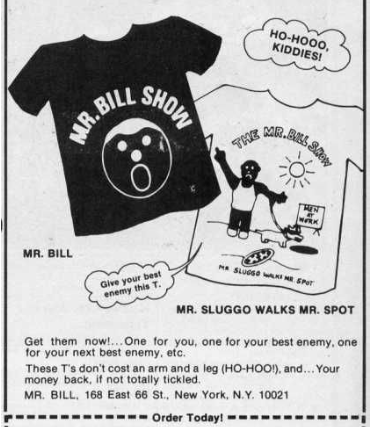 HO-HOOO,
KIDDIES!
MR. BILL SHOW
THE MR. BILL SHOW
MEN
AT
WORK
MR SLUGGO WALKS MR. SPOT
MR. BILL
Give your best
enemy this T.
MR. SLUGGO WALKS MR. SPOT
Get them now!...One for you, one for your best enemy, one
for your next best enemy, etc.
These T's don't cost an arm and a leg (HO-HOO!), and...Your
money back, if not totally tickled.
MR. BILL, 168 East 66 St., New York, N.Y. 10021
Order Today!